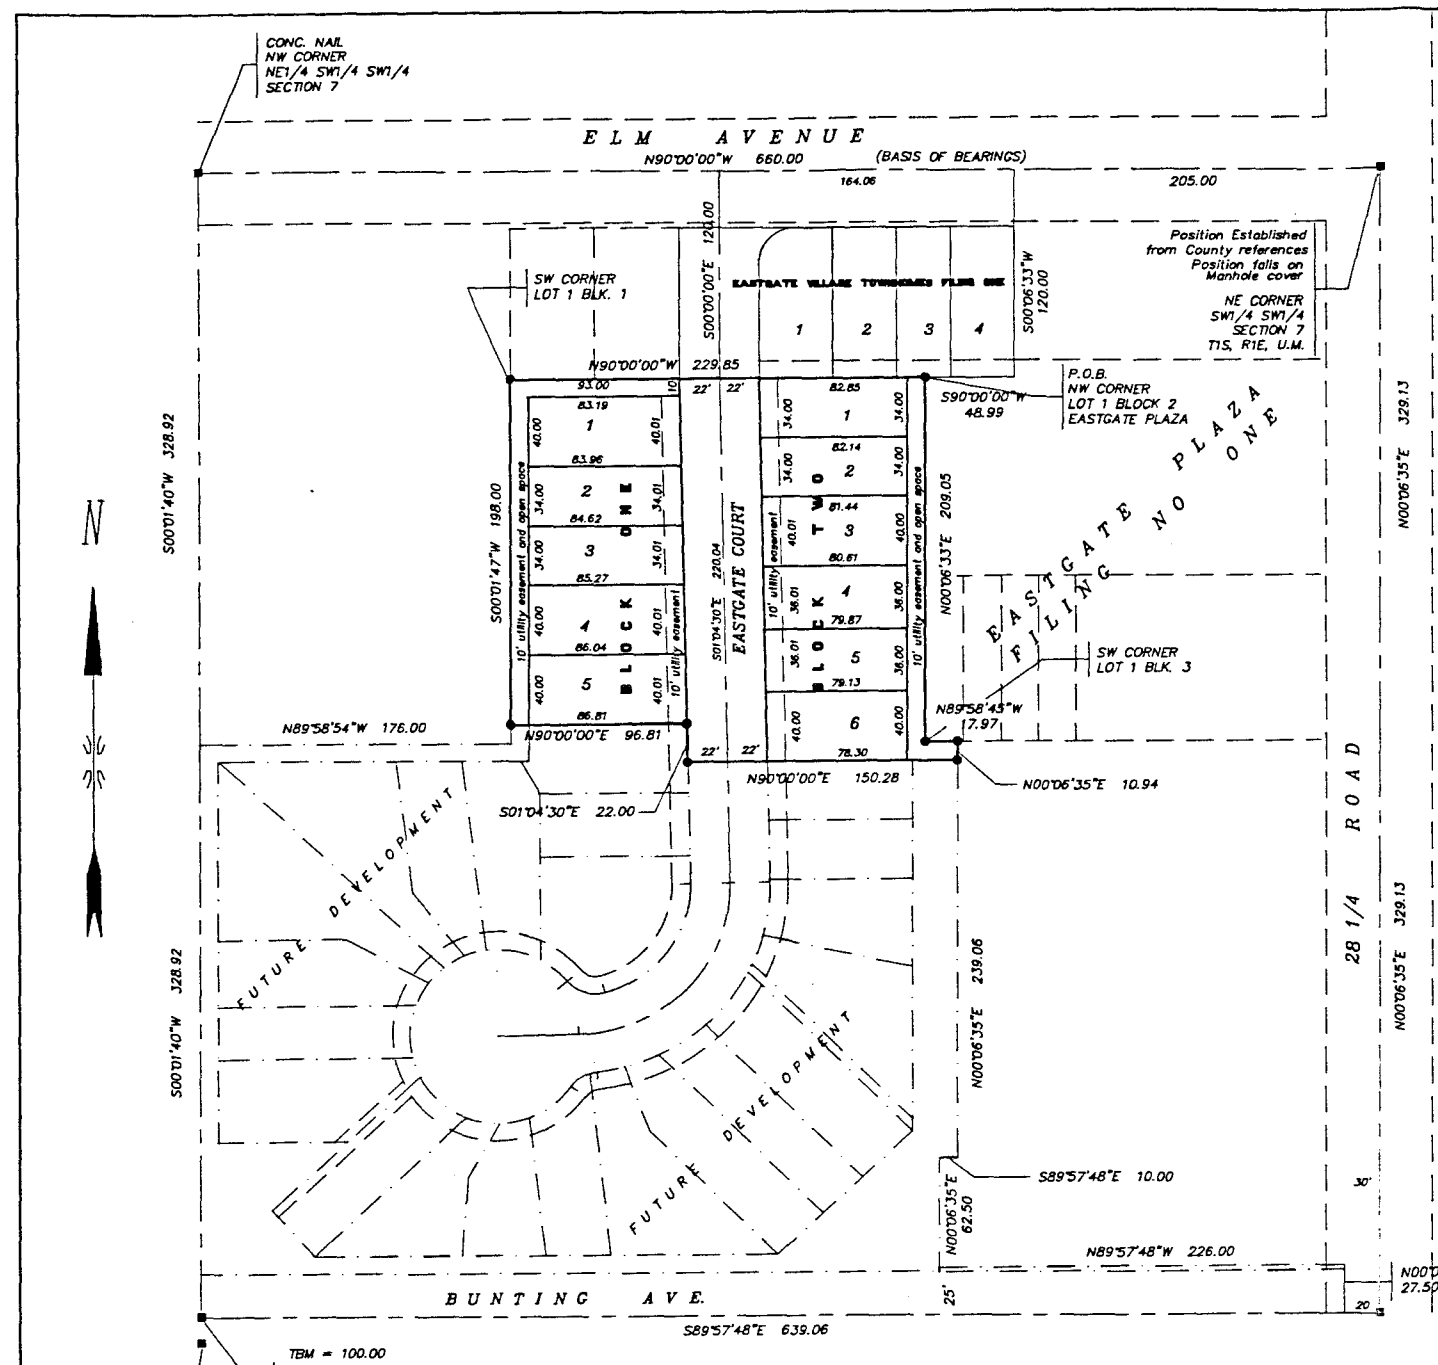 CONC. NAIL
NW CORNER
NE1/4 SW1/4 SW1/4
SECTION 7
ELM AVENUE
N90°00'00"W 660.00 (BASIS OF BEARINGS)
164.06
205.00
S00°00'00"E 120.00
S00°06'33"W
120.00
Position Established
from County references
Position falls on
Manhole cover
NE CORNER
SW1/4 SW1/4
SECTION 7
T1S, R1E, U.M.
SW CORNER
LOT 1 BLK. 1
EASTGATE VILLAGE TOWNHOMES FILING ONE
1 2 3 4
N90°00'00"W 229.85
93.00
10'
22' 22'
82.85
S90°00'00"W
48.99
P.O.B.
NW CORNER
LOT 1 BLOCK 2
EASTGATE PLAZA
83.19
40.00
1
40.01
83.96
34.00
2
34.01
84.62
34.00
3
34.01
85.27
40.00
4
40.01
86.04
40.00
5
40.01
86.81
BLOCK ONE
10' utility easement and open space
10' utility easement
S00°01'47"W 198.00
S01°04'30"E 220.04
EASTGATE COURT
34.00
1
34.00
82.14
34.00
2
34.00
81.44
40.01
3
40.00
80.61
36.01
4
36.00
79.87
36.01
5
36.00
79.13
40.00
6
40.00
78.30
BLOCK TWO
10' utility easement
10' utility easement and open space
N00°06'33"E 209.05
EASTGATE PLAZA
FILING NO ONE
SW CORNER
LOT 1 BLK. 3
N89°58'45"W
17.97
N00°06'35"E 10.94
S00°01'40"W 328.92
N
N00°06'35"E 329.13
N89°58'54"W 176.00
N90°00'00"E 96.81
22' 22'
N90°00'00"E 150.28
S01°04'30"E 22.00
FUTURE DEVELOPMENT
FUTURE DEVELOPMENT
S00°01'40"W 328.92
N00°06'35"E 239.06
28 1/4 ROAD
N00°06'35"E 329.13
S89°57'48"E 10.00
N00°06'35"E
62.50
30'
N89°57'48"W 226.00
27.50
BUNTING AVE.
25'
20
S89°57'48"E 639.06
TBM = 100.00